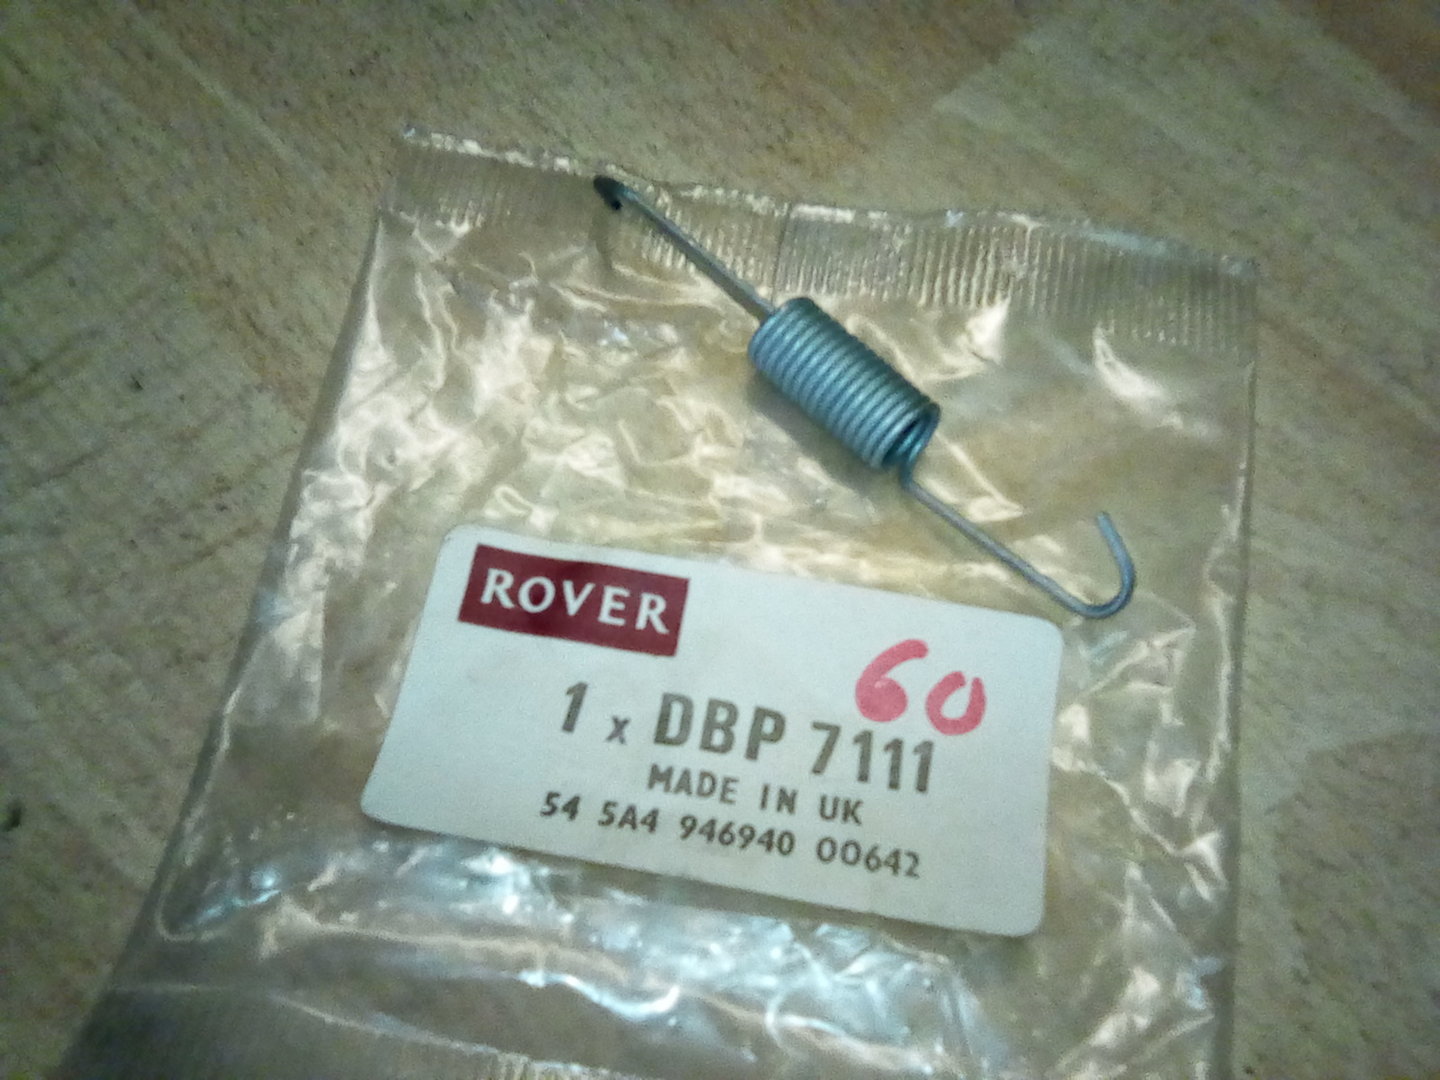 ROVER
60
1 x DBP 7111
MADE IN UK
54 5A4 946940 00642